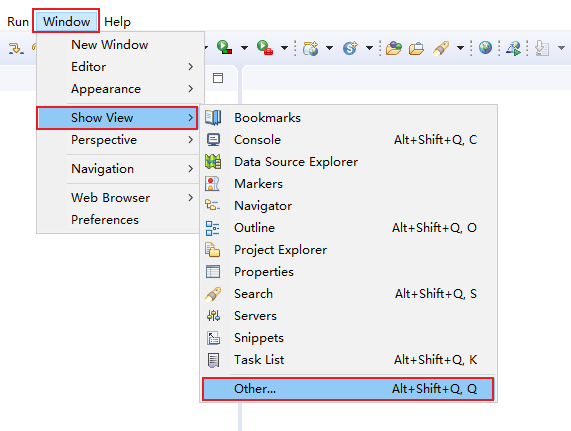 Run Window Help
New Window
Editor
Appearance
Show View
Perspective
Navigation
Web Browser
Preferences
Bookmarks
Console Alt+Shift+Q, C
Data Source Explorer
Markers
Navigator
Outline Alt+Shift+Q, O
Project Explorer
Properties
Search Alt+Shift+Q, S
Servers
Snippets
Task List Alt+Shift+Q, K
Other... Alt+Shift+Q, Q